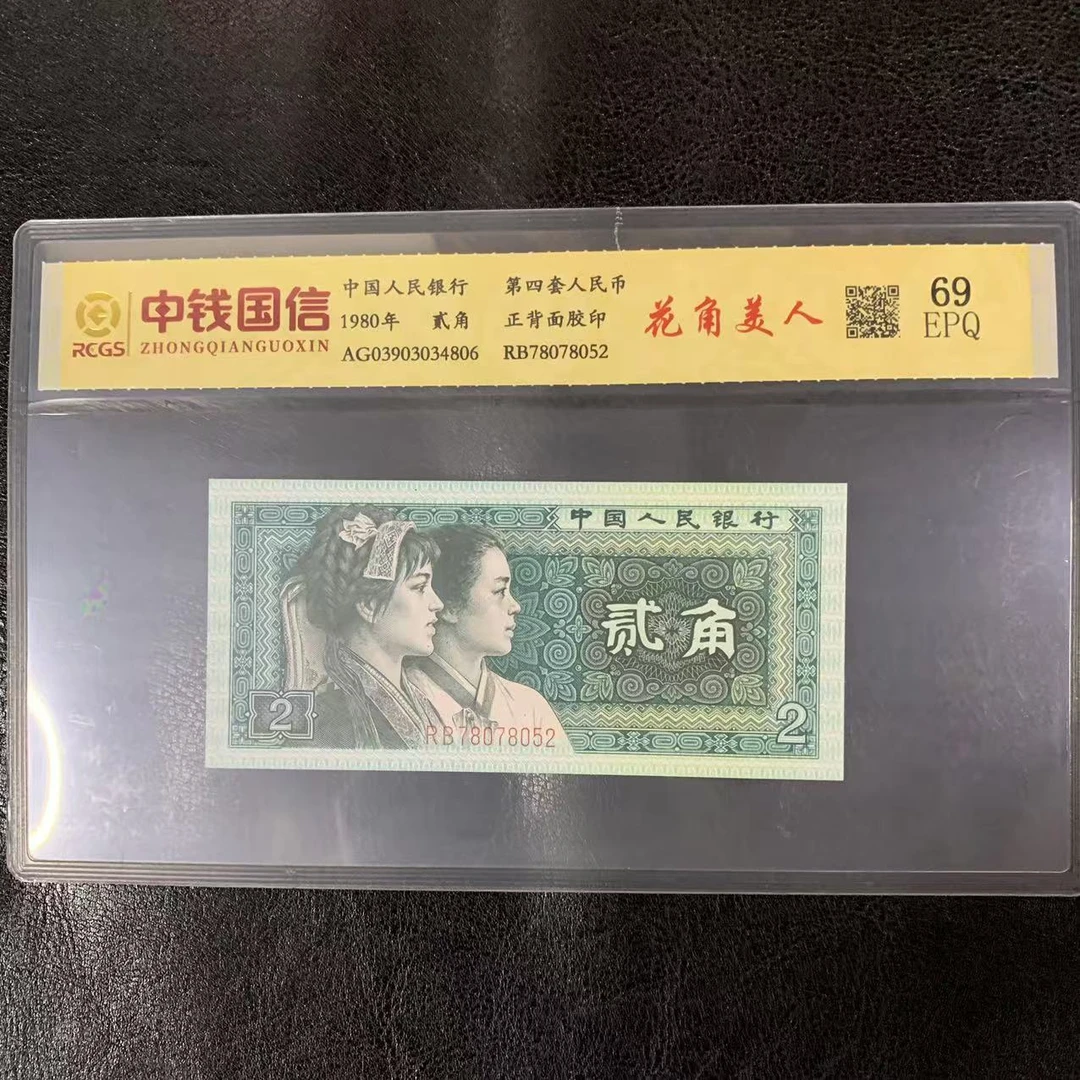 中钱国信
RCGS ZHONGQIANGUOXIN
中国人民银行 第四套人民币
1980年 贰角 正背面胶印
AG03903034806 RB78078052
花角美人
69
EPQ
中国人民银行
贰角
2
RB78078052
2